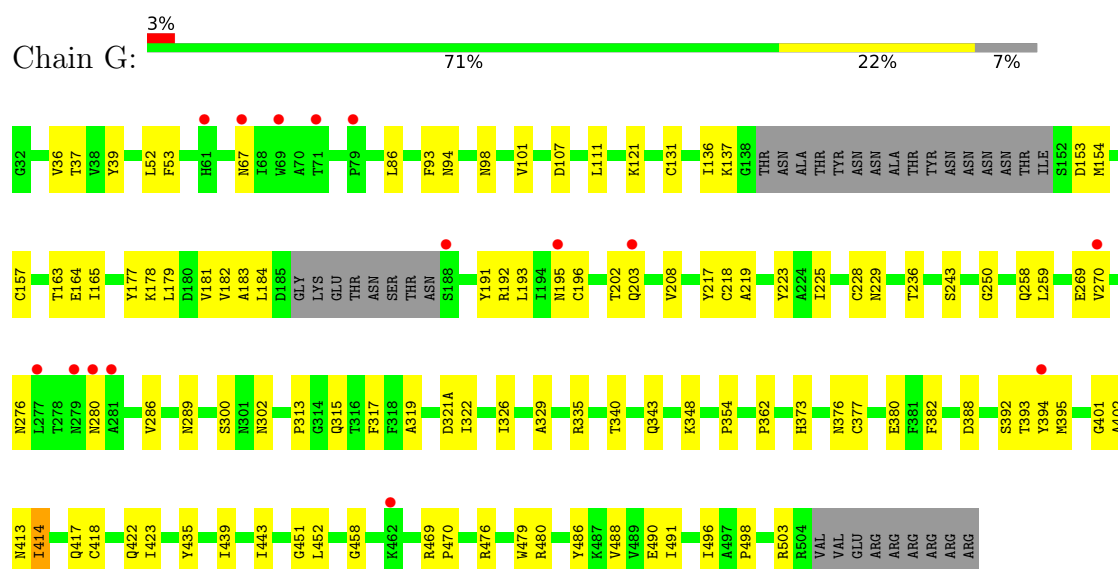 3%
Chain G:
71% 22% 7%
G32 V36 T37 V38 Y39 L52 F53 H61 N67 I68 W69 A70 T71 P79 L86 F93 N94 N98 V101 D107 L111 K121 C131 I136 K137 G138 THR ASN ALA THR TYR ASN ASN ALA THR TYR ASN ASN ASN ASN THR ILE S152 D153 M154
C157 T163 E164 I165 Y177 K178 L179 D180 V181 V182 A183 L184 D185 GLY LYS GLU THR ASN SER THR ASN S188 Y191 R192 L193 I194 N195 C196 T202 Q203 V208 Y217 C218 A219 Y223 A224 I225 C228 N229 T236 S243 G250 Q258 L259 E269 V270
N276 L277 T278 N279 N280 A281 V286 N289 S300 N301 N302 P313 G314 Q315 T316 F317 F318 A319 D321A I322 I326 A329 R335 T340 Q343 K348 P354 P362 H373 N376 C377 E380 F381 F382 D388 S392 T393 Y394 M395 G401 A402
N413 I414 Q417 C418 Q422 I423 Y435 I439 I443 G451 L452 G458 K462 R469 P470 R476 W479 R480 Y486 K487 V488 V489 E490 I491 I496 A497 P498 R503 R504 VAL VAL GLU ARG ARG ARG ARG ARG ARG